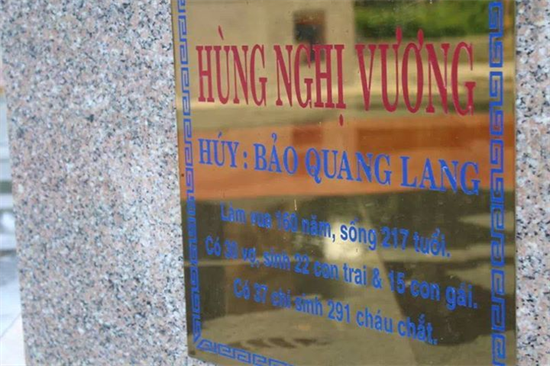 HÙNG NGHỊ VƯƠNG
HÚY : BẢO QUANG LANG
Làm vua 160 năm, sống 217 tuổi.
Có 30 vợ, sinh 22 con trai & 15 con gái.
Có 37 chi sinh 291 cháu chắt.